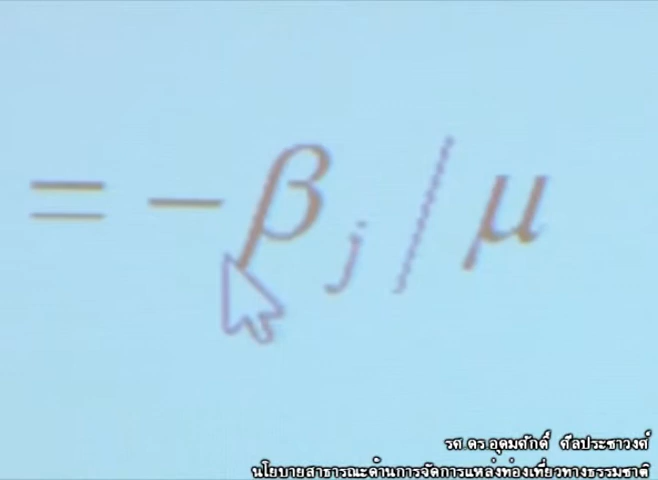 = −βj/μ
รศ.ดร.อุดมศักดิ์ ศีลประชาวงศ์
นโยบายสาธารณะด้านการจัดการแหล่งท่องเที่ยวทางธรรมชาติ